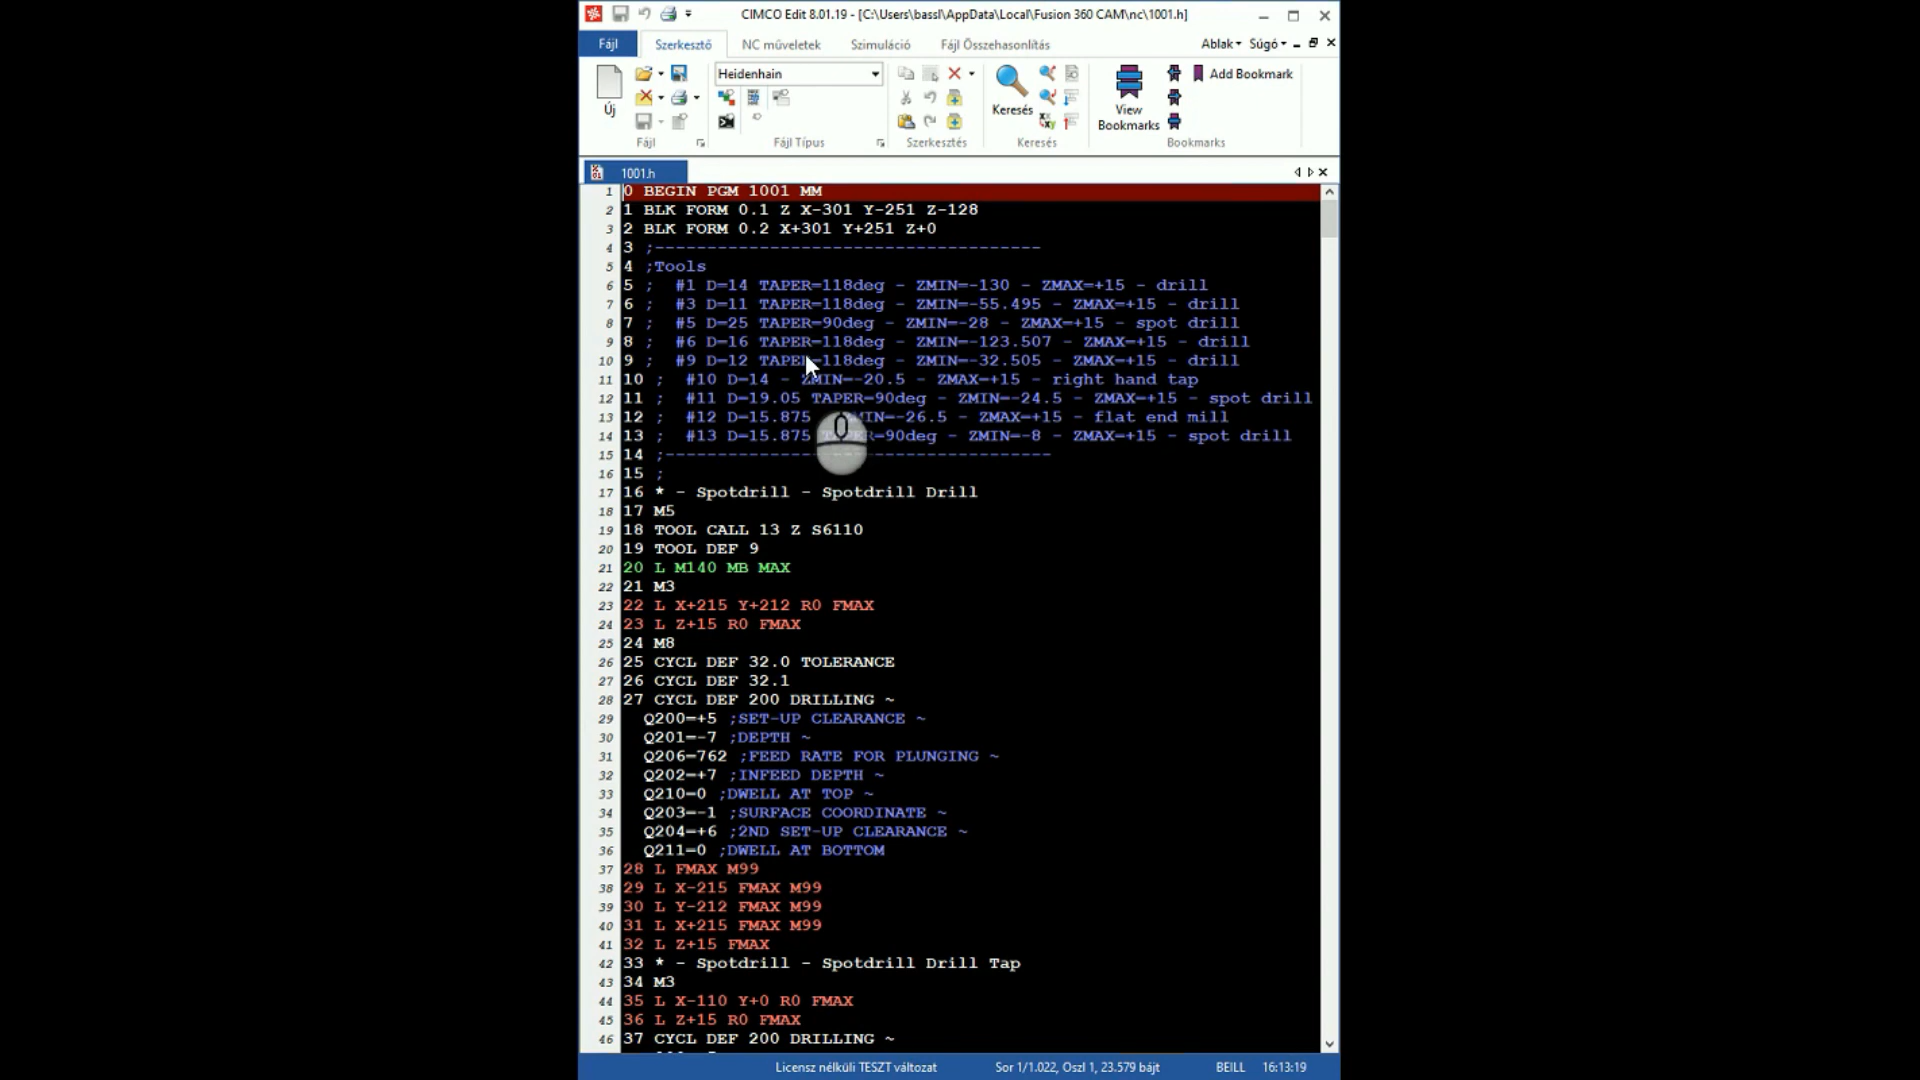 CIMCO Edit 8.01.19 - [C:\Users\bassl\AppData\Local\Fusion 360 CAM\nc\1001.h]
Fájl Szerkesztő NC műveletek Szimuláció Fájl Összehasonlítás Ablak Súgó
Új
Fájl
Heidenhain
Fájl Típus
Szerkesztés
Keresés
Keresés
View Bookmarks
Add Bookmark
Bookmarks
1001.h
1 0 BEGIN PGM 1001 MM
2 1 BLK FORM 0.1 Z X-301 Y-251 Z-128
3 2 BLK FORM 0.2 X+301 Y+251 Z+0
4 3 ;-------------------------------------
5 4 ;Tools
6 5 ;  #1 D=14 TAPER=118deg - ZMIN=-130 - ZMAX=+15 - drill
7 6 ;  #3 D=11 TAPER=118deg - ZMIN=-55.495 - ZMAX=+15 - drill
8 7 ;  #5 D=25 TAPER=90deg - ZMIN=-28 - ZMAX=+15 - spot drill
9 8 ;  #6 D=16 TAPER=118deg - ZMIN=-123.507 - ZMAX=+15 - drill
10 9 ;  #9 D=12 TAPER=118deg - ZMIN=-32.505 - ZMAX=+15 - drill
11 10 ;  #10 D=14 - ZMIN=-20.5 - ZMAX=+15 - right hand tap
12 11 ;  #11 D=19.05 TAPER=90deg - ZMIN=-24.5 - ZMAX=+15 - spot drill
13 12 ;  #12 D=15.875 - ZMIN=-26.5 - ZMAX=+15 - flat end mill
14 13 ;  #13 D=15.875 TAPER=90deg - ZMIN=-8 - ZMAX=+15 - spot drill
15 14 ;-------------------------------------
16 15 ;
17 16 * - Spotdrill - Spotdrill Drill
18 17 M5
19 18 TOOL CALL 13 Z S6110
20 19 TOOL DEF 9
21 20 L M140 MB MAX
22 21 M3
23 22 L X+215 Y+212 R0 FMAX
24 23 L Z+15 R0 FMAX
25 24 M8
26 25 CYCL DEF 32.0 TOLERANCE
27 26 CYCL DEF 32.1
28 27 CYCL DEF 200 DRILLING ~
29 Q200=+5 ;SET-UP CLEARANCE ~
30 Q201=-7 ;DEPTH ~
31 Q206=762 ;FEED RATE FOR PLUNGING ~
32 Q202=+7 ;INFEED DEPTH ~
33 Q210=0 ;DWELL AT TOP ~
34 Q203=-1 ;SURFACE COORDINATE ~
35 Q204=+6 ;2ND SET-UP CLEARANCE ~
36 Q211=0 ;DWELL AT BOTTOM
37 28 L FMAX M99
38 29 L X-215 FMAX M99
39 30 L Y-212 FMAX M99
40 31 L X+215 FMAX M99
41 32 L Z+15 FMAX
42 33 * - Spotdrill - Spotdrill Drill Tap
43 34 M3
44 35 L X-110 Y+0 R0 FMAX
45 36 L Z+15 R0 FMAX
46 37 CYCL DEF 200 DRILLING ~
Licensz nélküli TESZT változat Sor 1/1.022, Oszl 1, 23.579 bájt BEILL 16:13:19